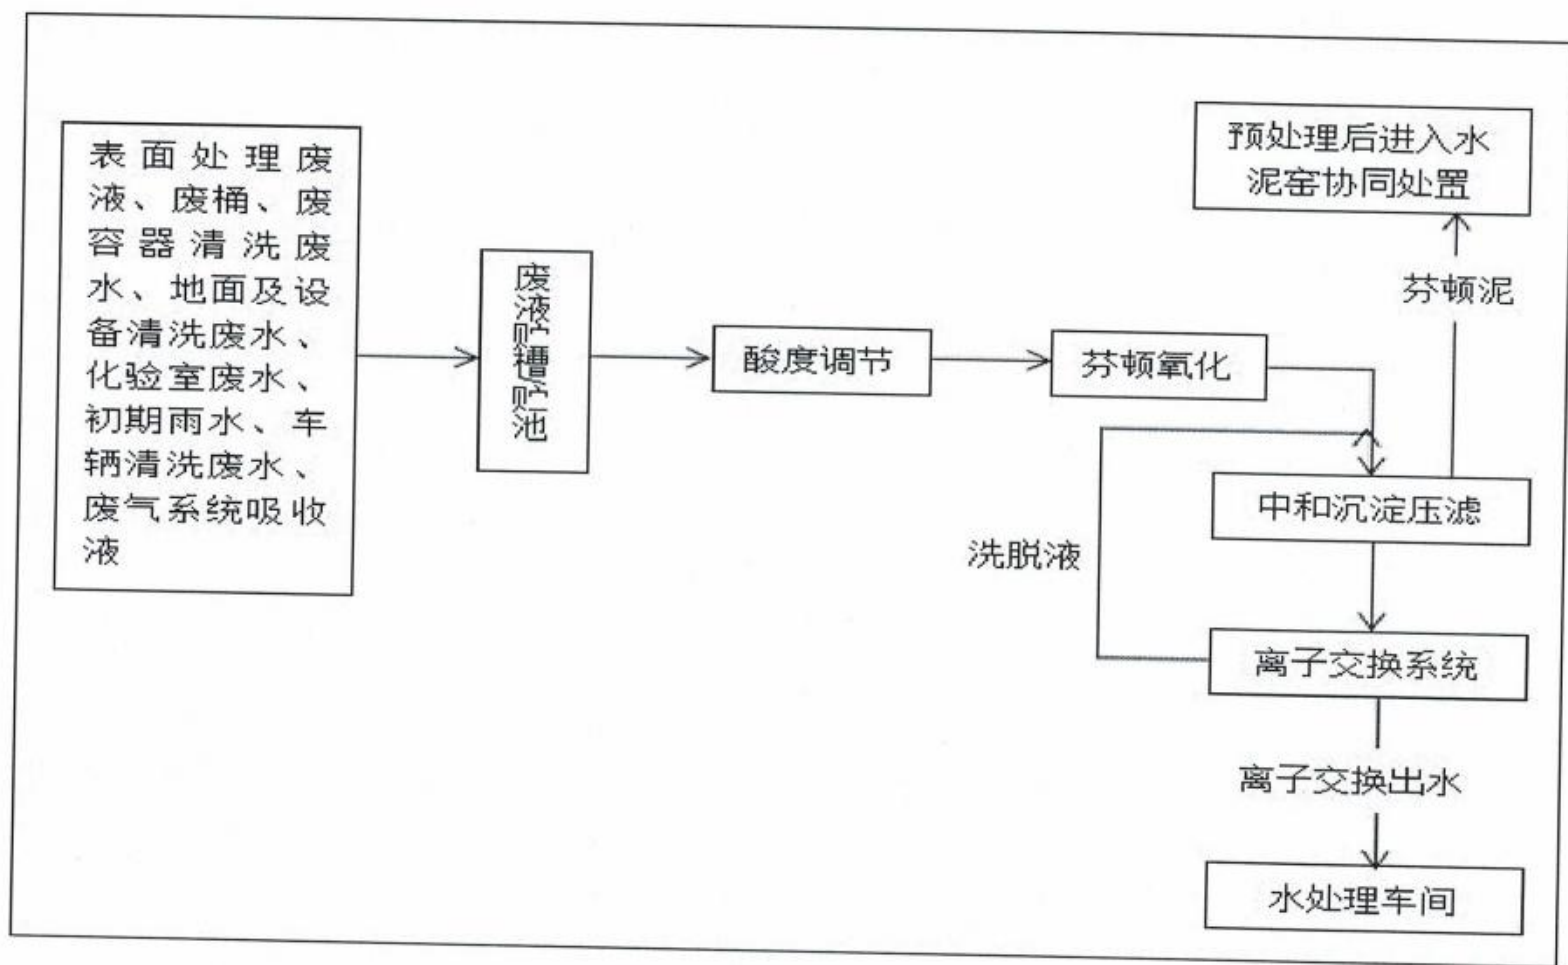 表面处理废
液、废桶、废
容器清洗废
水、地面及设
备清洗废水、
化验室废水、
初期雨水、车
辆清洗废水、
废气系统吸收
液
废液贮槽贮池
酸度调节
芬顿氧化
预处理后进入水
泥窑协同处置
芬顿泥
中和沉淀压滤
洗脱液
离子交换系统
离子交换出水
水处理车间